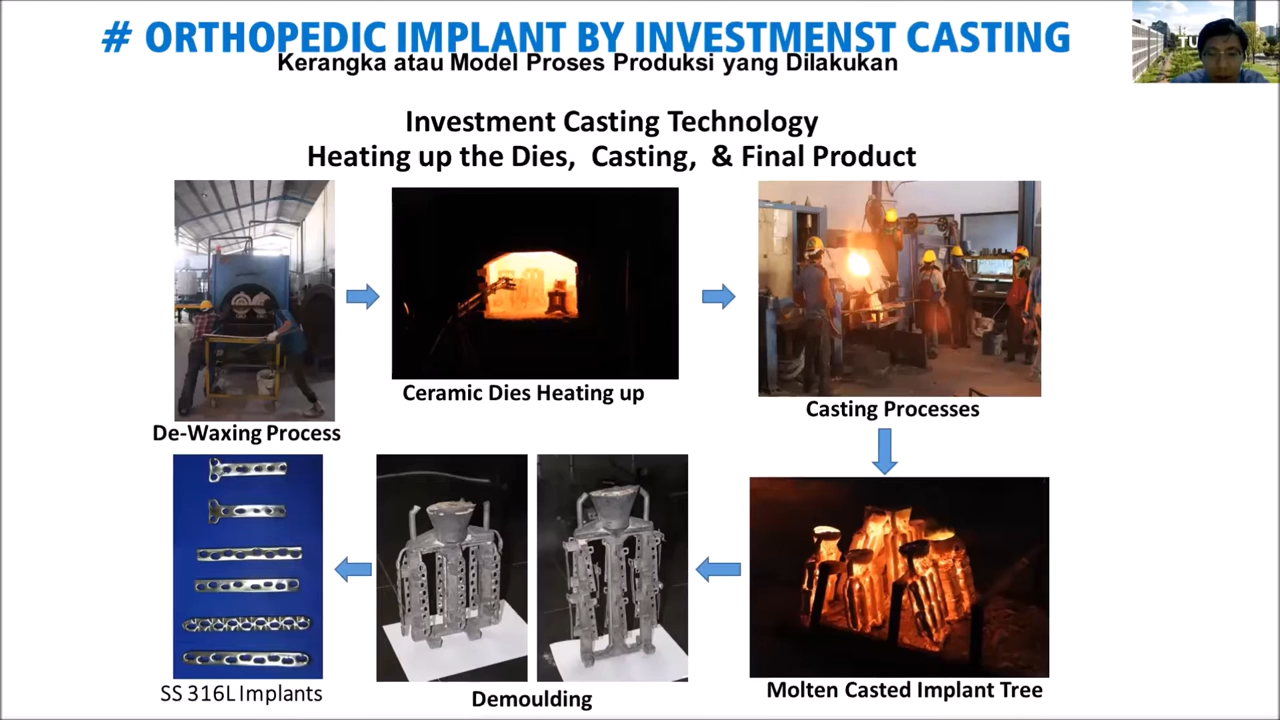 # ORTHOPEDIC IMPLANT BY INVESTMENST CASTING
Kerangka atau Model Proses Produksi yang Dilakukan
TU
Investment Casting Technology
Heating up the Dies, Casting, & Final Product
Ceramic Dies Heating up
Casting Processes
De-Waxing Process
SS 316L Implants
Demoulding
Molten Casted Implant Tree